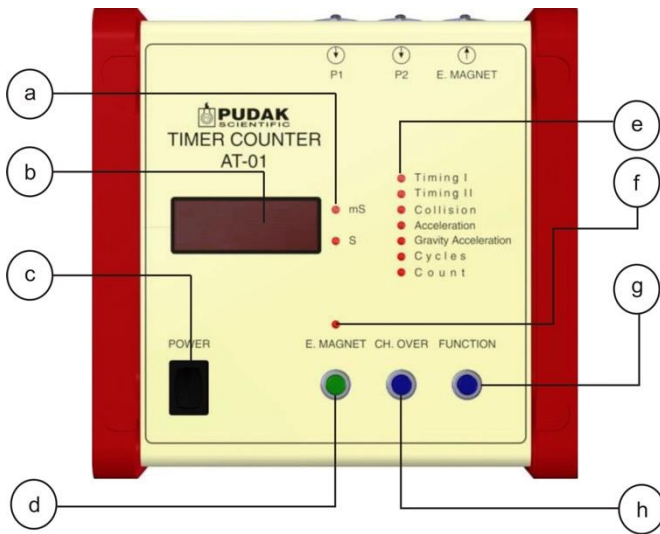 P1 P2 E. MAGNET
a
PUDAK
SCIENTIFIC
TIMER COUNTER
AT-01
e
Timing I
Timing II
f
b
mS
Collision
Acceleration
S
Gravity Acceleration
Cycles
Count
c
g
POWER
E. MAGNET CH. OVER FUNCTION
d
h